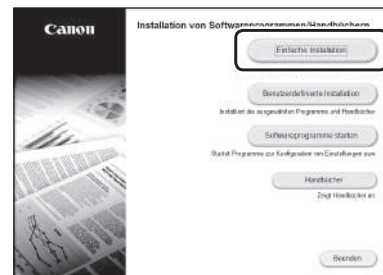 Canon
Installation von Softwareprogrammen/Handbüchern
Einfache Installation
Benutzerdefinierte Installation
Installiert die ausgewählten Programme und Handbücher
Softwareprogramme starten
Startet Programme zur Konfiguration von Einstellungen zum
Handbücher
Zeigt Handbücher an
Beenden